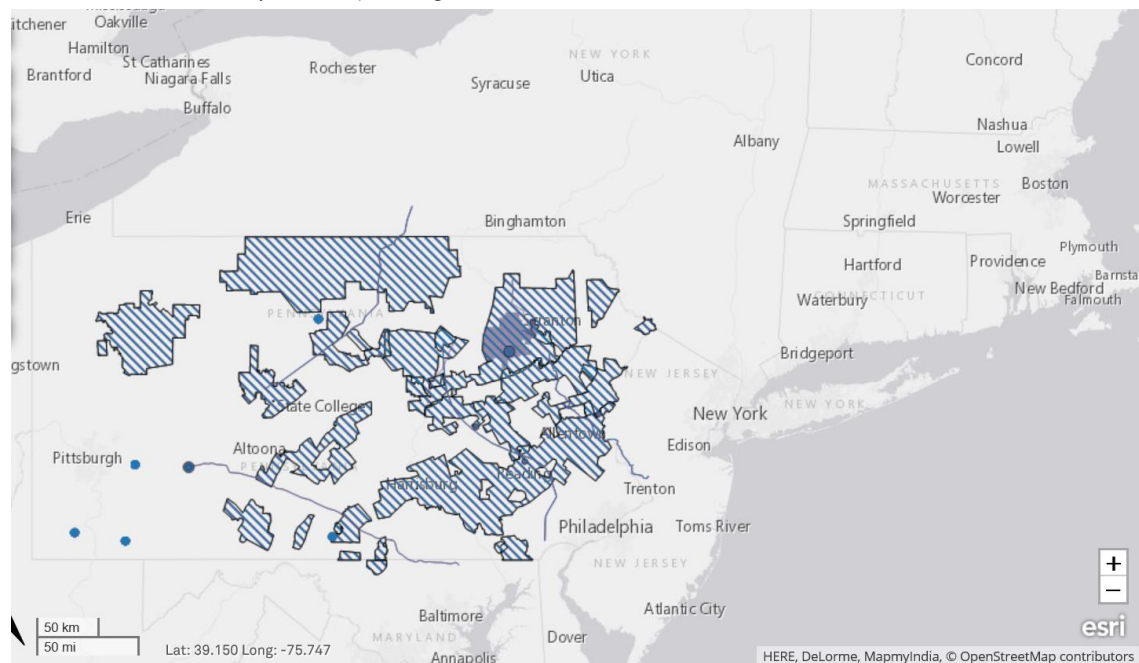 itchener
Oakville
Hamilton
Brantford
St Catharines
Niagara Falls
Buffalo
Rochester
NEW YORK
Utica
Syracuse
Concord
Nashua
Lowell
Albany
MASSACHUSETTS
Boston
Worcester
Springfield
Erie
Binghamton
Plymouth
Hartford
Providence
Barnsta
New Bedford
Falmouth
Waterbury
CONNECTICUT
PENNSYLVANIA
Scranton
Bridgeport
gstown
NEW JERSEY
State College
New York
NEW YORK
Allentown
Edison
Altoona
Pittsburgh
PENNSYLVANIA
Reading
Harrisburg
Trenton
Philadelphia
Toms River
NEW JERSEY
Atlantic City
Baltimore
MARYLAND
Dover
Annapolis
50 km
50 mi
Lat: 39.150 Long: -75.747
+
−
esri
HERE, DeLorme, MapmyIndia, © OpenStreetMap contributors